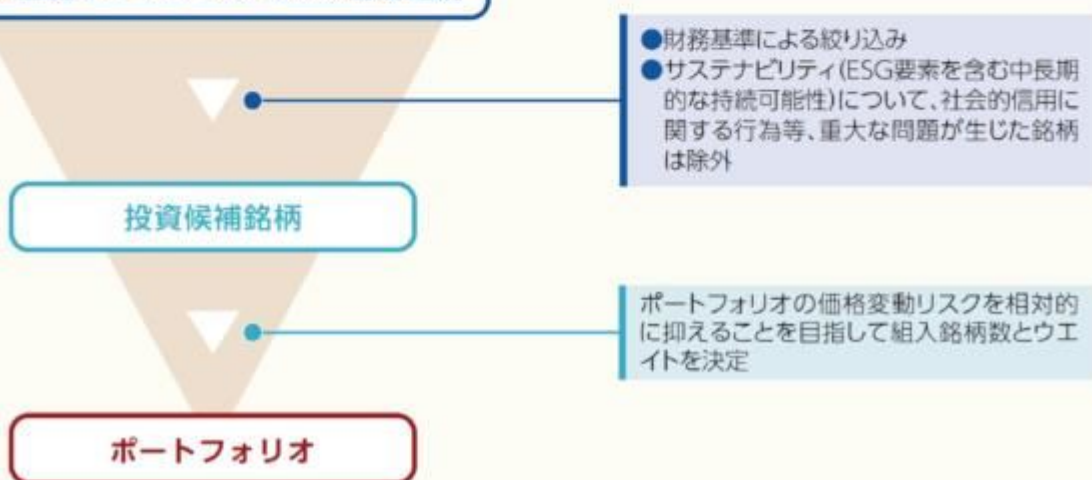 ●財務基準による絞り込み
●サステナビリティ(ESG要素を含む中長期
的な持続可能性)について、社会的信用に
関する行為等、重大な問題が生じた銘柄
は除外
投資候補銘柄
ポートフォリオの価格変動リスクを相対的
に抑えることを目指して組入銘柄数とウエ
イトを決定
ポートフォリオ